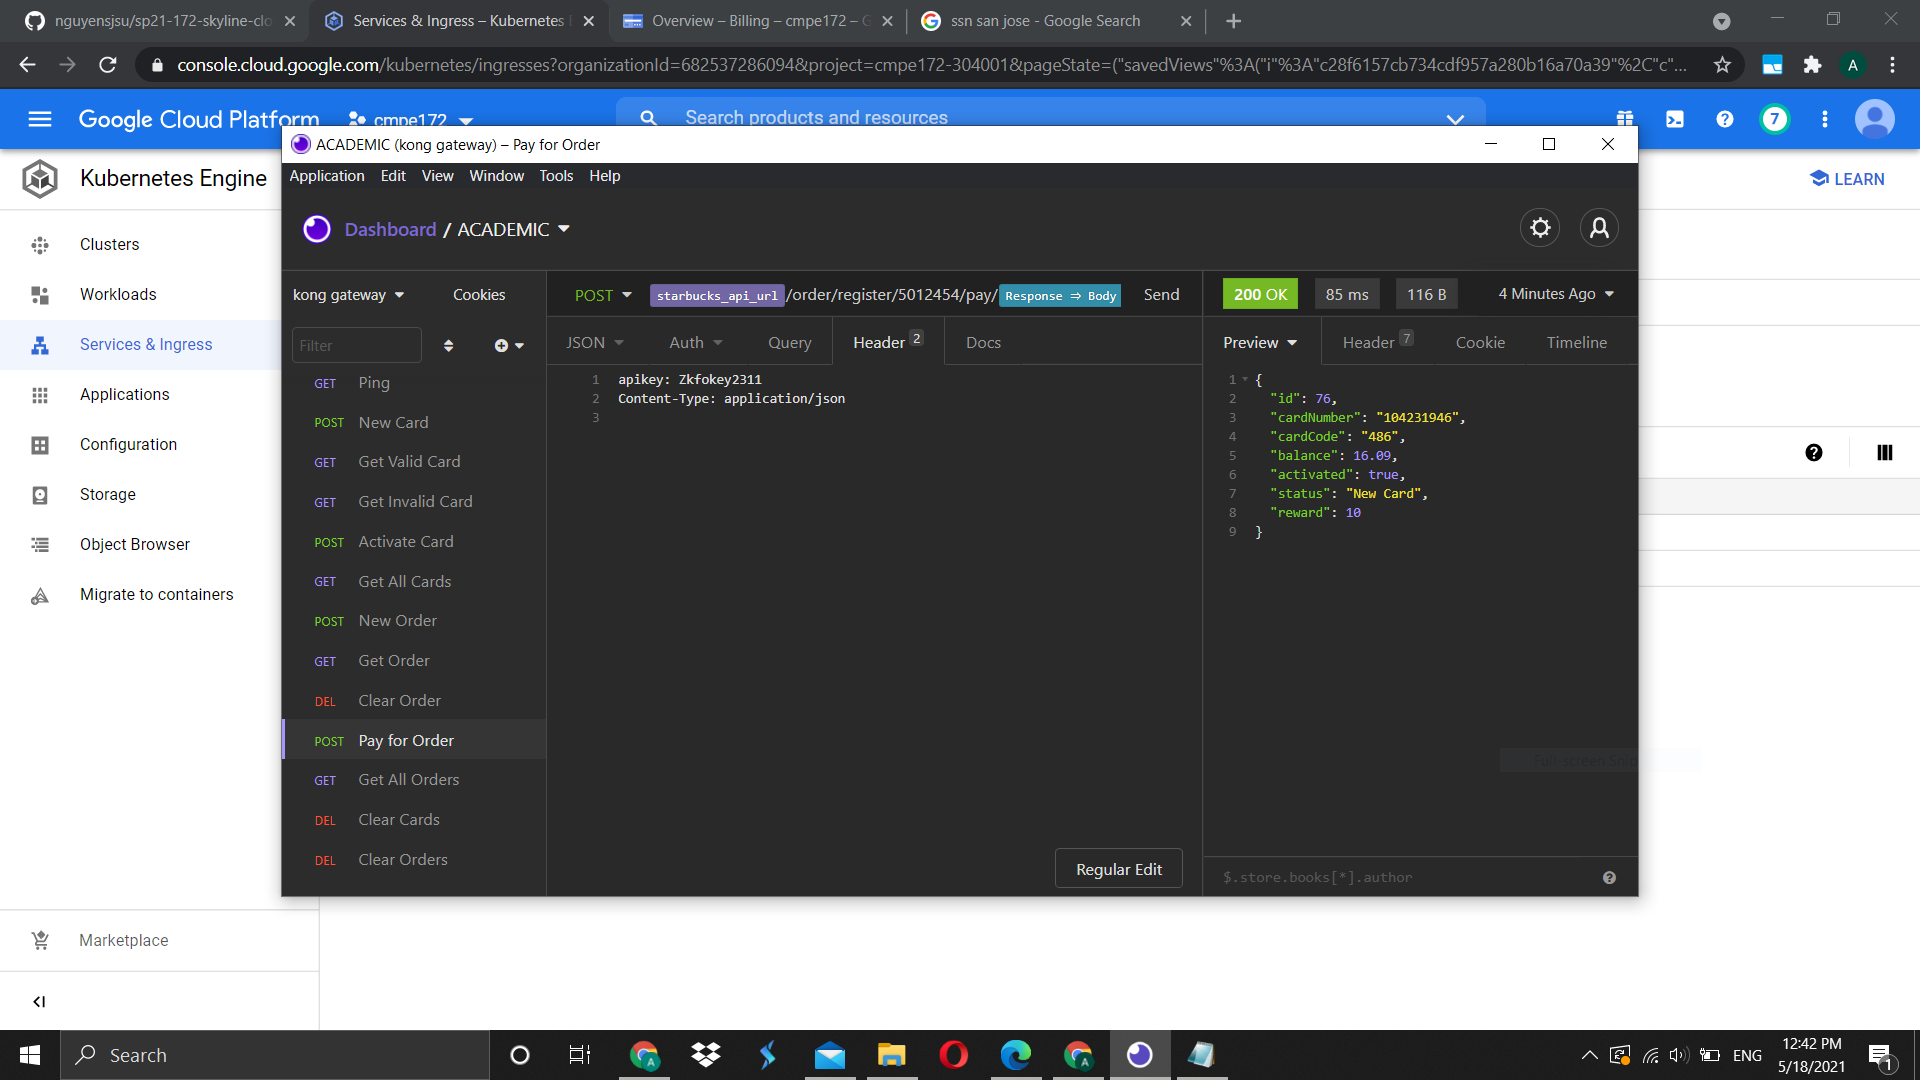 nguyensjsu/sp21-172-skyline-clo
Services & Ingress – Kubernetes
Overview – Billing – cmpe172 – G
ssn san jose - Google Search
console.cloud.google.com/kubernetes/ingresses?organizationId=682537286094&project=cmpe172-304001&pageState=("savedViews"%3A("i"%3A"c28f6157cb734cdf957a280b16a70a39"%2C"c"...
A
Google Cloud Platform
cmpe172
Search products and resources
7
Kubernetes Engine
LEARN
Clusters
Workloads
Services & Ingress
Applications
Configuration
Storage
Object Browser
Migrate to containers
Marketplace
ACADEMIC (kong gateway) – Pay for Order
Application Edit View Window Tools Help
Dashboard / ACADEMIC
kong gateway
Cookies
Filter
GET Ping
POST New Card
GET Get Valid Card
GET Get Invalid Card
POST Activate Card
GET Get All Cards
POST New Order
GET Get Order
DEL Clear Order
POST Pay for Order
GET Get All Orders
DEL Clear Cards
DEL Clear Orders
POST starbucks_api_url /order/register/5012454/pay/ Response ⇒ Body Send
JSON Auth Query Header 2 Docs
1 apikey: Zkfokey2311
2 Content-Type: application/json
3
Regular Edit
200 OK 85 ms 116 B 4 Minutes Ago
Preview Header 7 Cookie Timeline
1 {
2 "id": 76,
3 "cardNumber": "104231946",
4 "cardCode": "486",
5 "balance": 16.09,
6 "activated": true,
7 "status": "New Card",
8 "reward": 10
9 }
Full-screen Snip
$.store.books[*].author
Search
ENG
12:42 PM
5/18/2021
1